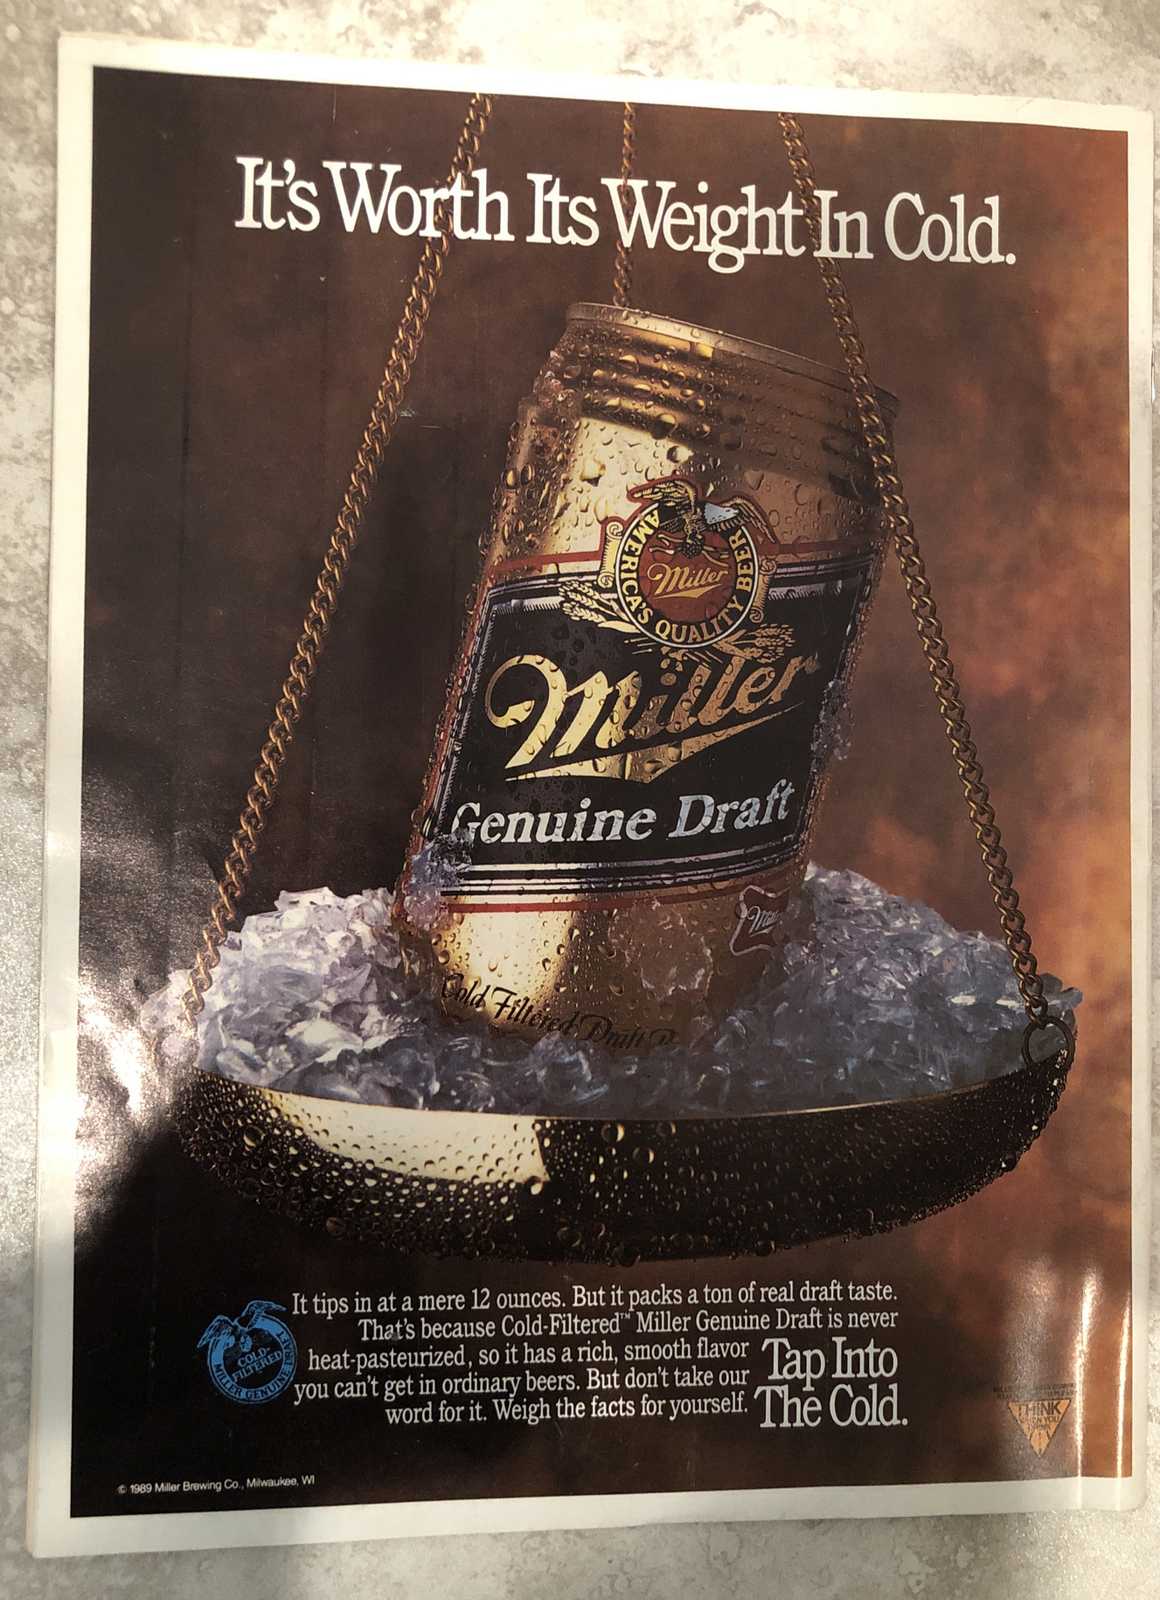 It's Worth Its Weight In Cold.
AMERICA'S QUALITY BEER
Miller
Miller
Genuine Draft
Cold Filtered Draft
It tips in at a mere 12 ounces. But it packs a ton of real draft taste.
That's because Cold-Filtered™ Miller Genuine Draft is never
heat-pasteurized, so it has a rich, smooth flavor
you can't get in ordinary beers. But don't take our
word for it. Weigh the facts for yourself.
Tap Into
The Cold.
COLD-
FILTERED
MILLER GENUINE DRAFT
THINK
WHEN YOU
DRINK
© 1989 Miller Brewing Co., Milwaukee, WI